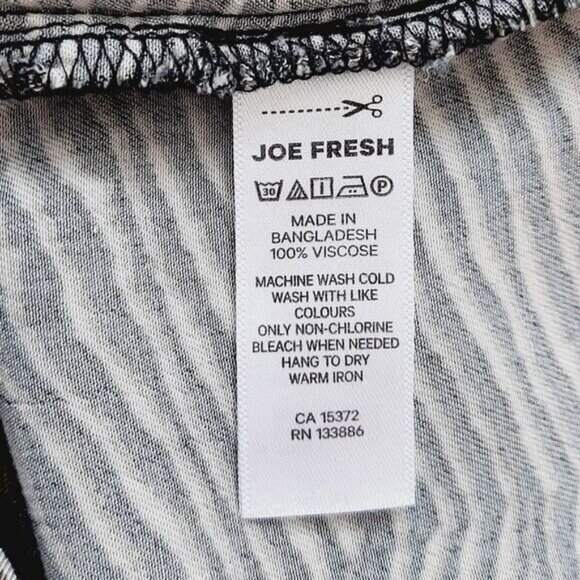 JOE FRESH
30 P
MADE IN
BANGLADESH
100% VISCOSE
MACHINE WASH COLD
WASH WITH LIKE
COLOURS
ONLY NON-CHLORINE
BLEACH WHEN NEEDED
HANG TO DRY
WARM IRON
CA 15372
RN 133886